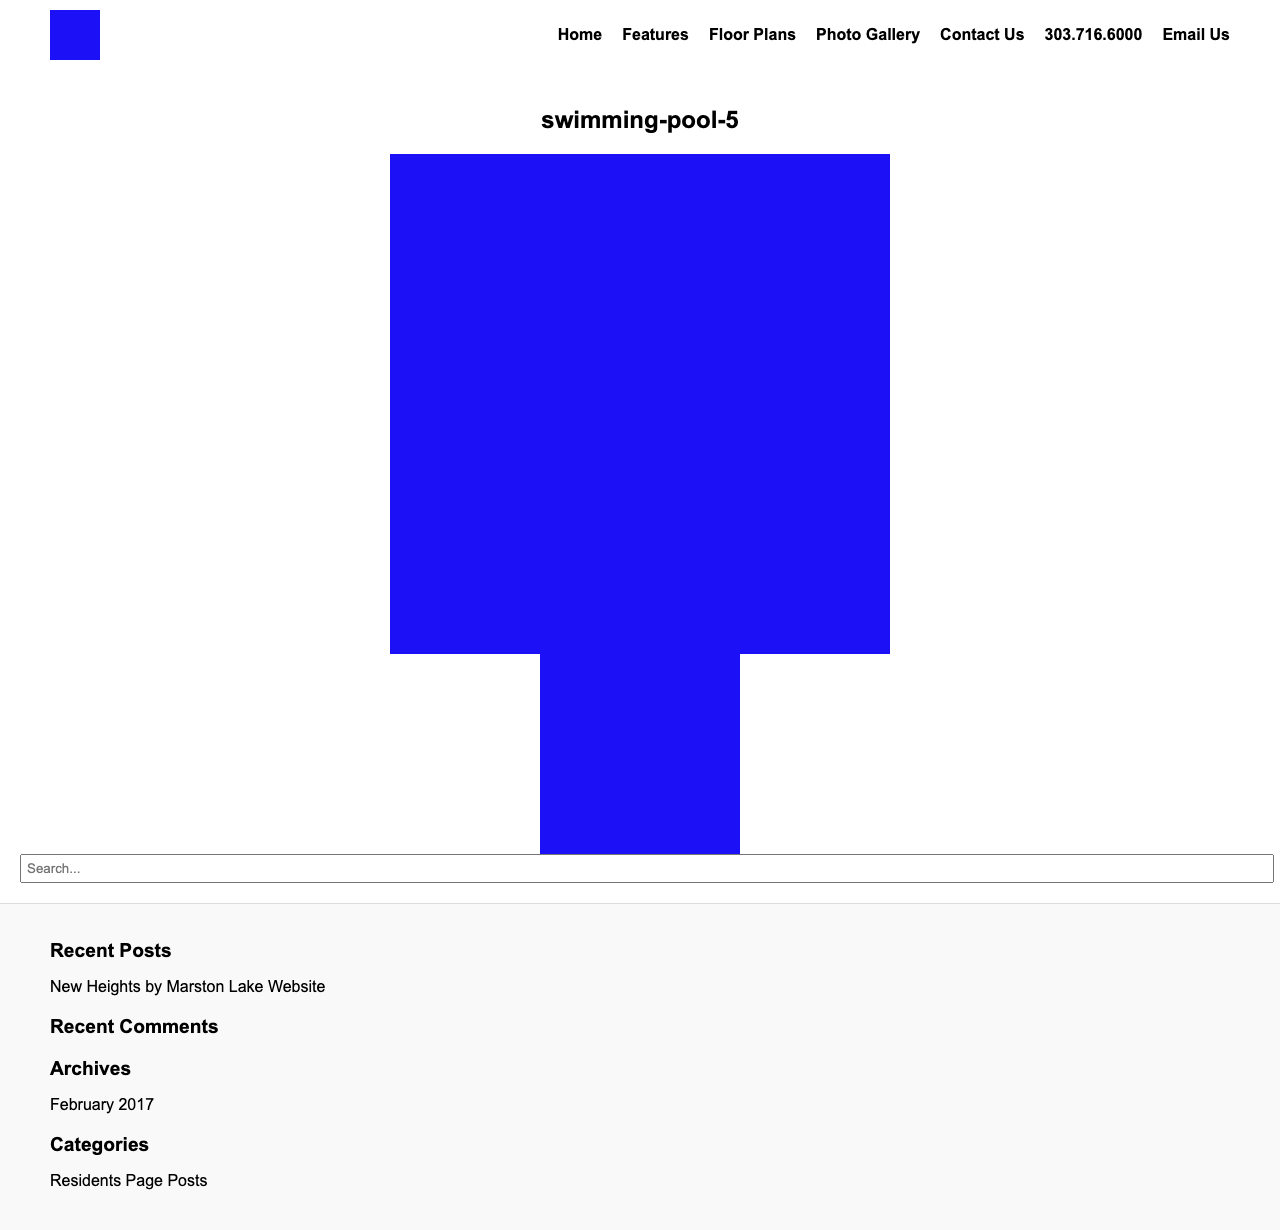 Home Features Floor Plans Photo Gallery Contact Us 303.716.6000 Email Us
swimming-pool-5
Search...
Recent Posts
New Heights by Marston Lake Website
Recent Comments
Archives
February 2017
Categories
Residents Page Posts